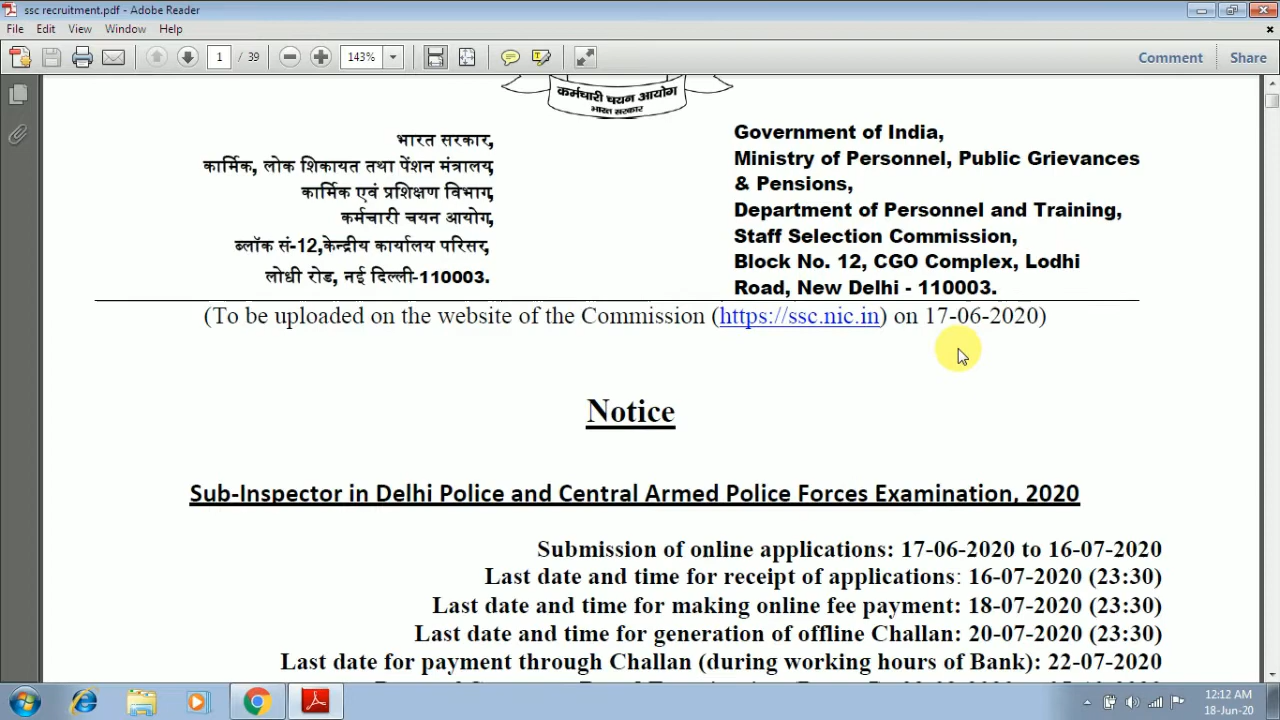 ssc recruitment.pdf - Adobe Reader
File Edit View Window Help
1 / 39 143% Comment Share
कर्मचारी चयन आयोग
भारत सरकार
भारत सरकार,
कार्मिक, लोक शिकायत तथा पेंशन मंत्रालय,
कार्मिक एवं प्रशिक्षण विभाग,
कर्मचारी चयन आयोग,
ब्लॉक सं-12,केन्द्रीय कार्यालय परिसर,
लोधी रोड, नई दिल्ली-110003.
Government of India,
Ministry of Personnel, Public Grievances
& Pensions,
Department of Personnel and Training,
Staff Selection Commission,
Block No. 12, CGO Complex, Lodhi
Road, New Delhi - 110003.
(To be uploaded on the website of the Commission (https://ssc.nic.in) on 17-06-2020)
Notice
Sub-Inspector in Delhi Police and Central Armed Police Forces Examination, 2020
Submission of online applications: 17-06-2020 to 16-07-2020
Last date and time for receipt of applications: 16-07-2020 (23:30)
Last date and time for making online fee payment: 18-07-2020 (23:30)
Last date and time for generation of offline Challan: 20-07-2020 (23:30)
Last date for payment through Challan (during working hours of Bank): 22-07-2020
12:12 AM
18-Jun-20